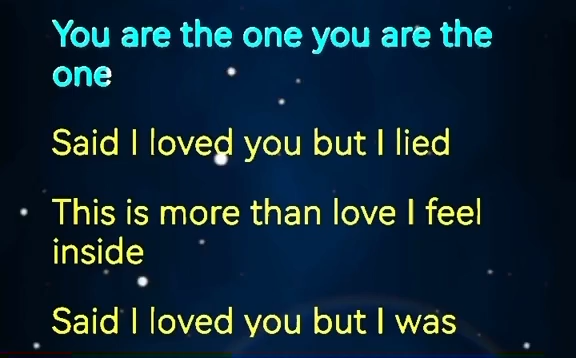 You are the one you are the
one
Said I loved you but I lied
This is more than love I feel
inside
Said I loved you but I was